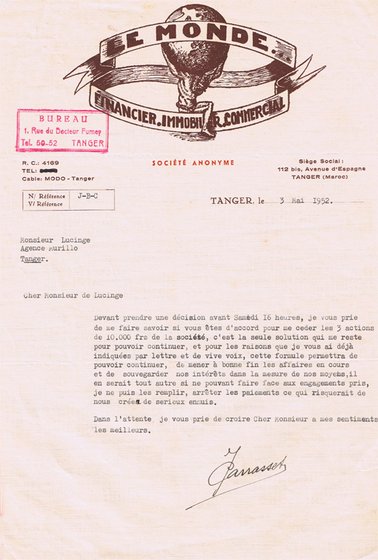 LE MONDE...
FINANCIER.IMMOBILIER.COMMERCIAL
BUREAU
1. Rue du Docteur Fumey
Tel. 50-52 TANGER
R. C.: 4169
TEL:
Cable: MODO - Tanger
SOCIÉTÉ ANONYME
Siège Social:
112 bis, Avenue d'Espagne
TANGER (Maroc)
N/ Référence J-B-C
V/ Référence
TANGER, le 3 Mai 1952.
Monsieur Lucinge
Agence Murillo
Tanger.
Cher Monsieur de Lucinge
Devant prendre une décision avant Samedi 16 heures, je vous prie
de me faire savoir si vous êtes d'accord pour me ceder les 3 actions
de 10.000 frs de la société, c'est la seule solution qui me reste
pour pouvoir continuer, et pour les raisons que je vous ai déjà
indiquées par lettre et de vive voix, cette formule permettra de
pouvoir continuer, de mener à bonne fin les affaires en cours
et de sauvegarder nos intérêts dans la mesure de nos moyens, il
en serait tout autre si ne pouvant faire face aux engagements pris,
je ne puis les remplir, arrêter les paiements ce qui risquerait de
nous créer de serieux ennuis.
Dans l'attente je vous prie de croire Cher Monsieur a mes sentiments
les meilleurs.